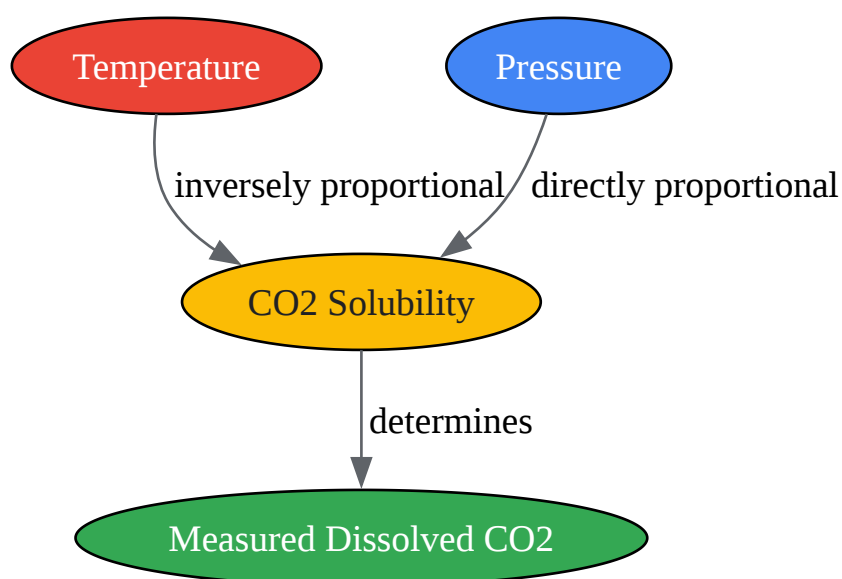 Temperature
Pressure
inversely proportional
directly proportional
CO2 Solubility
determines
Measured Dissolved CO2